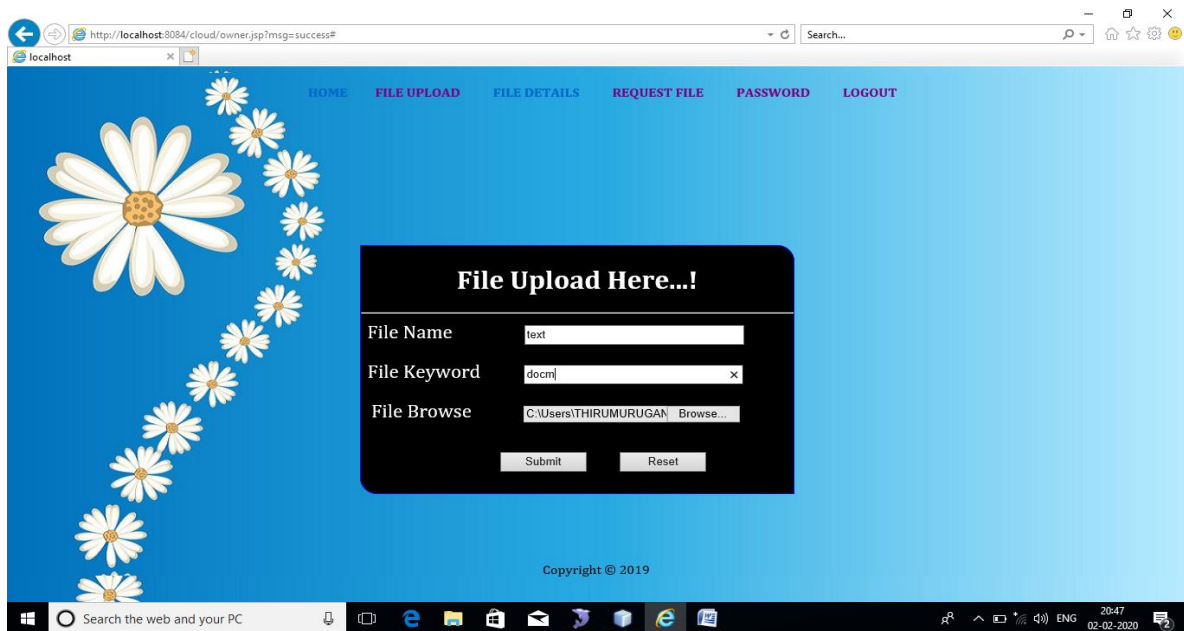 http://localhost:8084/cloud/owner.jsp?msg=success#
Search...
localhost
HOME FILE UPLOAD FILE DETAILS REQUEST FILE PASSWORD LOGOUT
File Upload Here...!
File Name text
File Keyword docm
File Browse C:\Users\THIRUMURUGAN Browse...
Submit Reset
Copyright © 2019
Search the web and your PC
ENG
20:47
02-02-2020
2